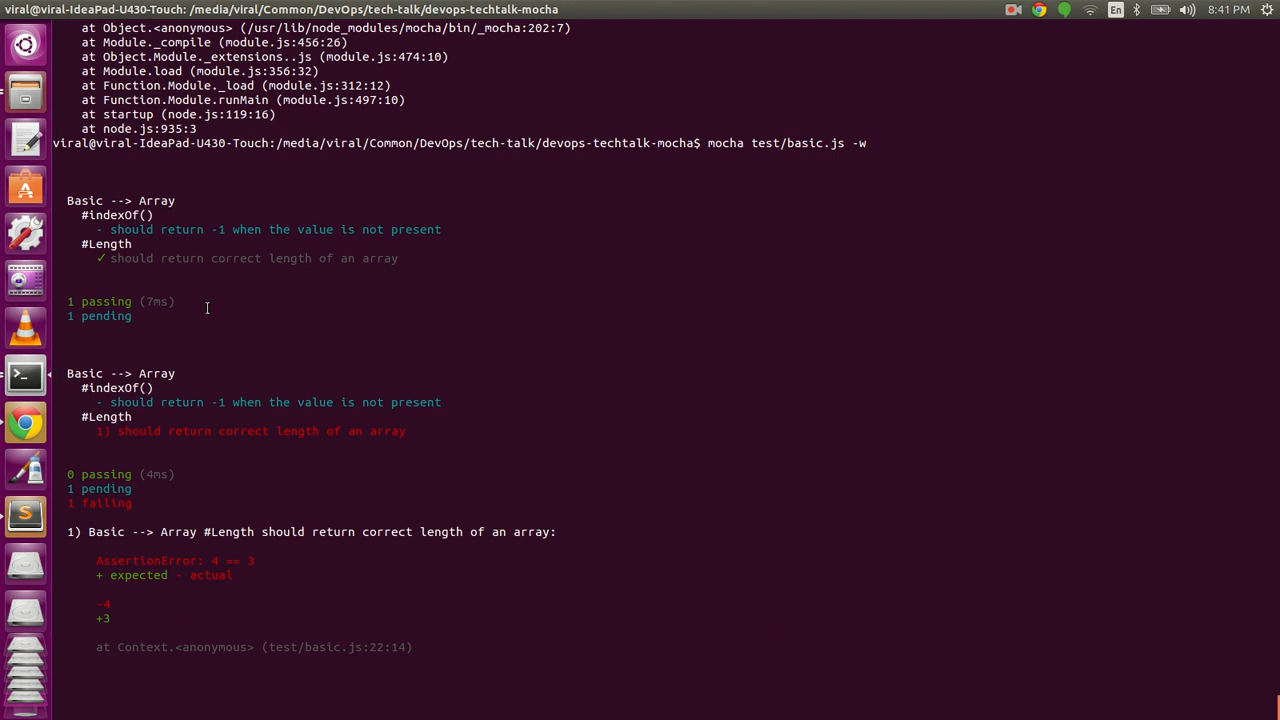 viral@viral-IdeaPad-U430-Touch: /media/viral/Common/DevOps/tech-talk/devops-techtalk-mocha
En
8:41 PM
at Object.<anonymous> (/usr/lib/node_modules/mocha/bin/_mocha:202:7)
at Module._compile (module.js:456:26)
at Object.Module._extensions..js (module.js:474:10)
at Module.load (module.js:356:32)
at Function.Module._load (module.js:312:12)
at Function.Module.runMain (module.js:497:10)
at startup (node.js:119:16)
at node.js:935:3
viral@viral-IdeaPad-U430-Touch:/media/viral/Common/DevOps/tech-talk/devops-techtalk-mocha$ mocha test/basic.js -w
Basic --> Array
#indexOf()
- should return -1 when the value is not present
#Length
✓ should return correct length of an array
1 passing (7ms)
1 pending
Basic --> Array
#indexOf()
- should return -1 when the value is not present
#Length
1) should return correct length of an array
0 passing (4ms)
1 pending
1 failing
1) Basic --> Array #Length should return correct length of an array:
AssertionError: 4 == 3
+ expected - actual
-4
+3
at Context.<anonymous> (test/basic.js:22:14)